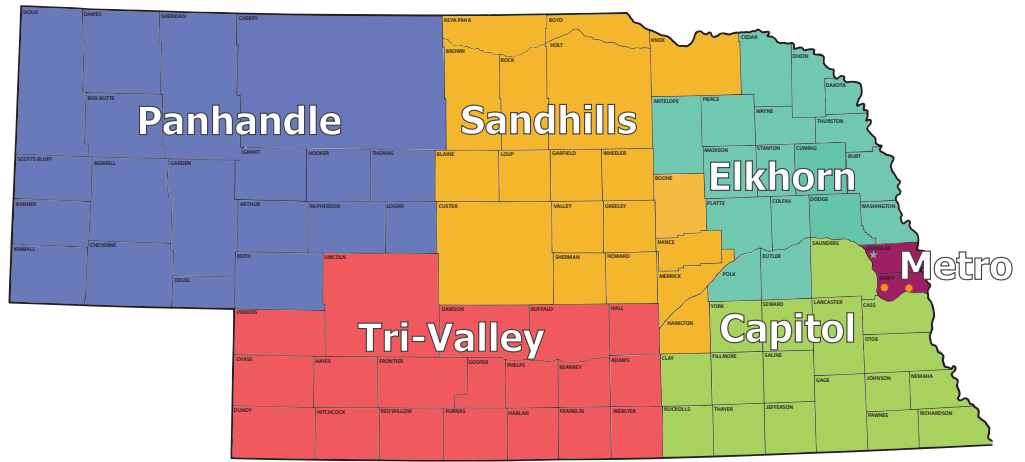 SIOUX
DAWES
SHERIDAN
CHERRY
KEYA PAHA
BOYD
BROWN
ROCK
HOLT
KNOX
CEDAR
DIXON
DAKOTA
BOX BUTTE
ANTELOPE
PIERCE
WAYNE
THURSTON
Panhandle
Sandhills
SCOTTS BLUFF
MORRILL
GARDEN
GRANT
HOOKER
THOMAS
BLAINE
LOUP
GARFIELD
WHEELER
MADISON
STANTON
CUMING
BURT
BOONE
Elkhorn
BANNER
ARTHUR
McPHERSON
LOGAN
CUSTER
VALLEY
GREELEY
PLATTE
COLFAX
DODGE
WASHINGTON
KIMBALL
CHEYENNE
NANCE
SAUNDERS
DOUGLAS
KEITH
LINCOLN
SHERMAN
HOWARD
BUTLER
Metro
DEUEL
MERRICK
POLK
SARPY
PERKINS
DAWSON
BUFFALO
HALL
HAMILTON
YORK
SEWARD
LANCASTER
CASS
Tri-Valley
Capitol
OTOE
CHASE
HAYES
FRONTIER
GOSPER
PHELPS
KEARNEY
ADAMS
CLAY
FILLMORE
SALINE
GAGE
JOHNSON
NEMAHA
DUNDY
HITCHCOCK
RED WILLOW
FURNAS
HARLAN
FRANKLIN
WEBSTER
NUCKOLLS
THAYER
JEFFERSON
PAWNEE
RICHARDSON